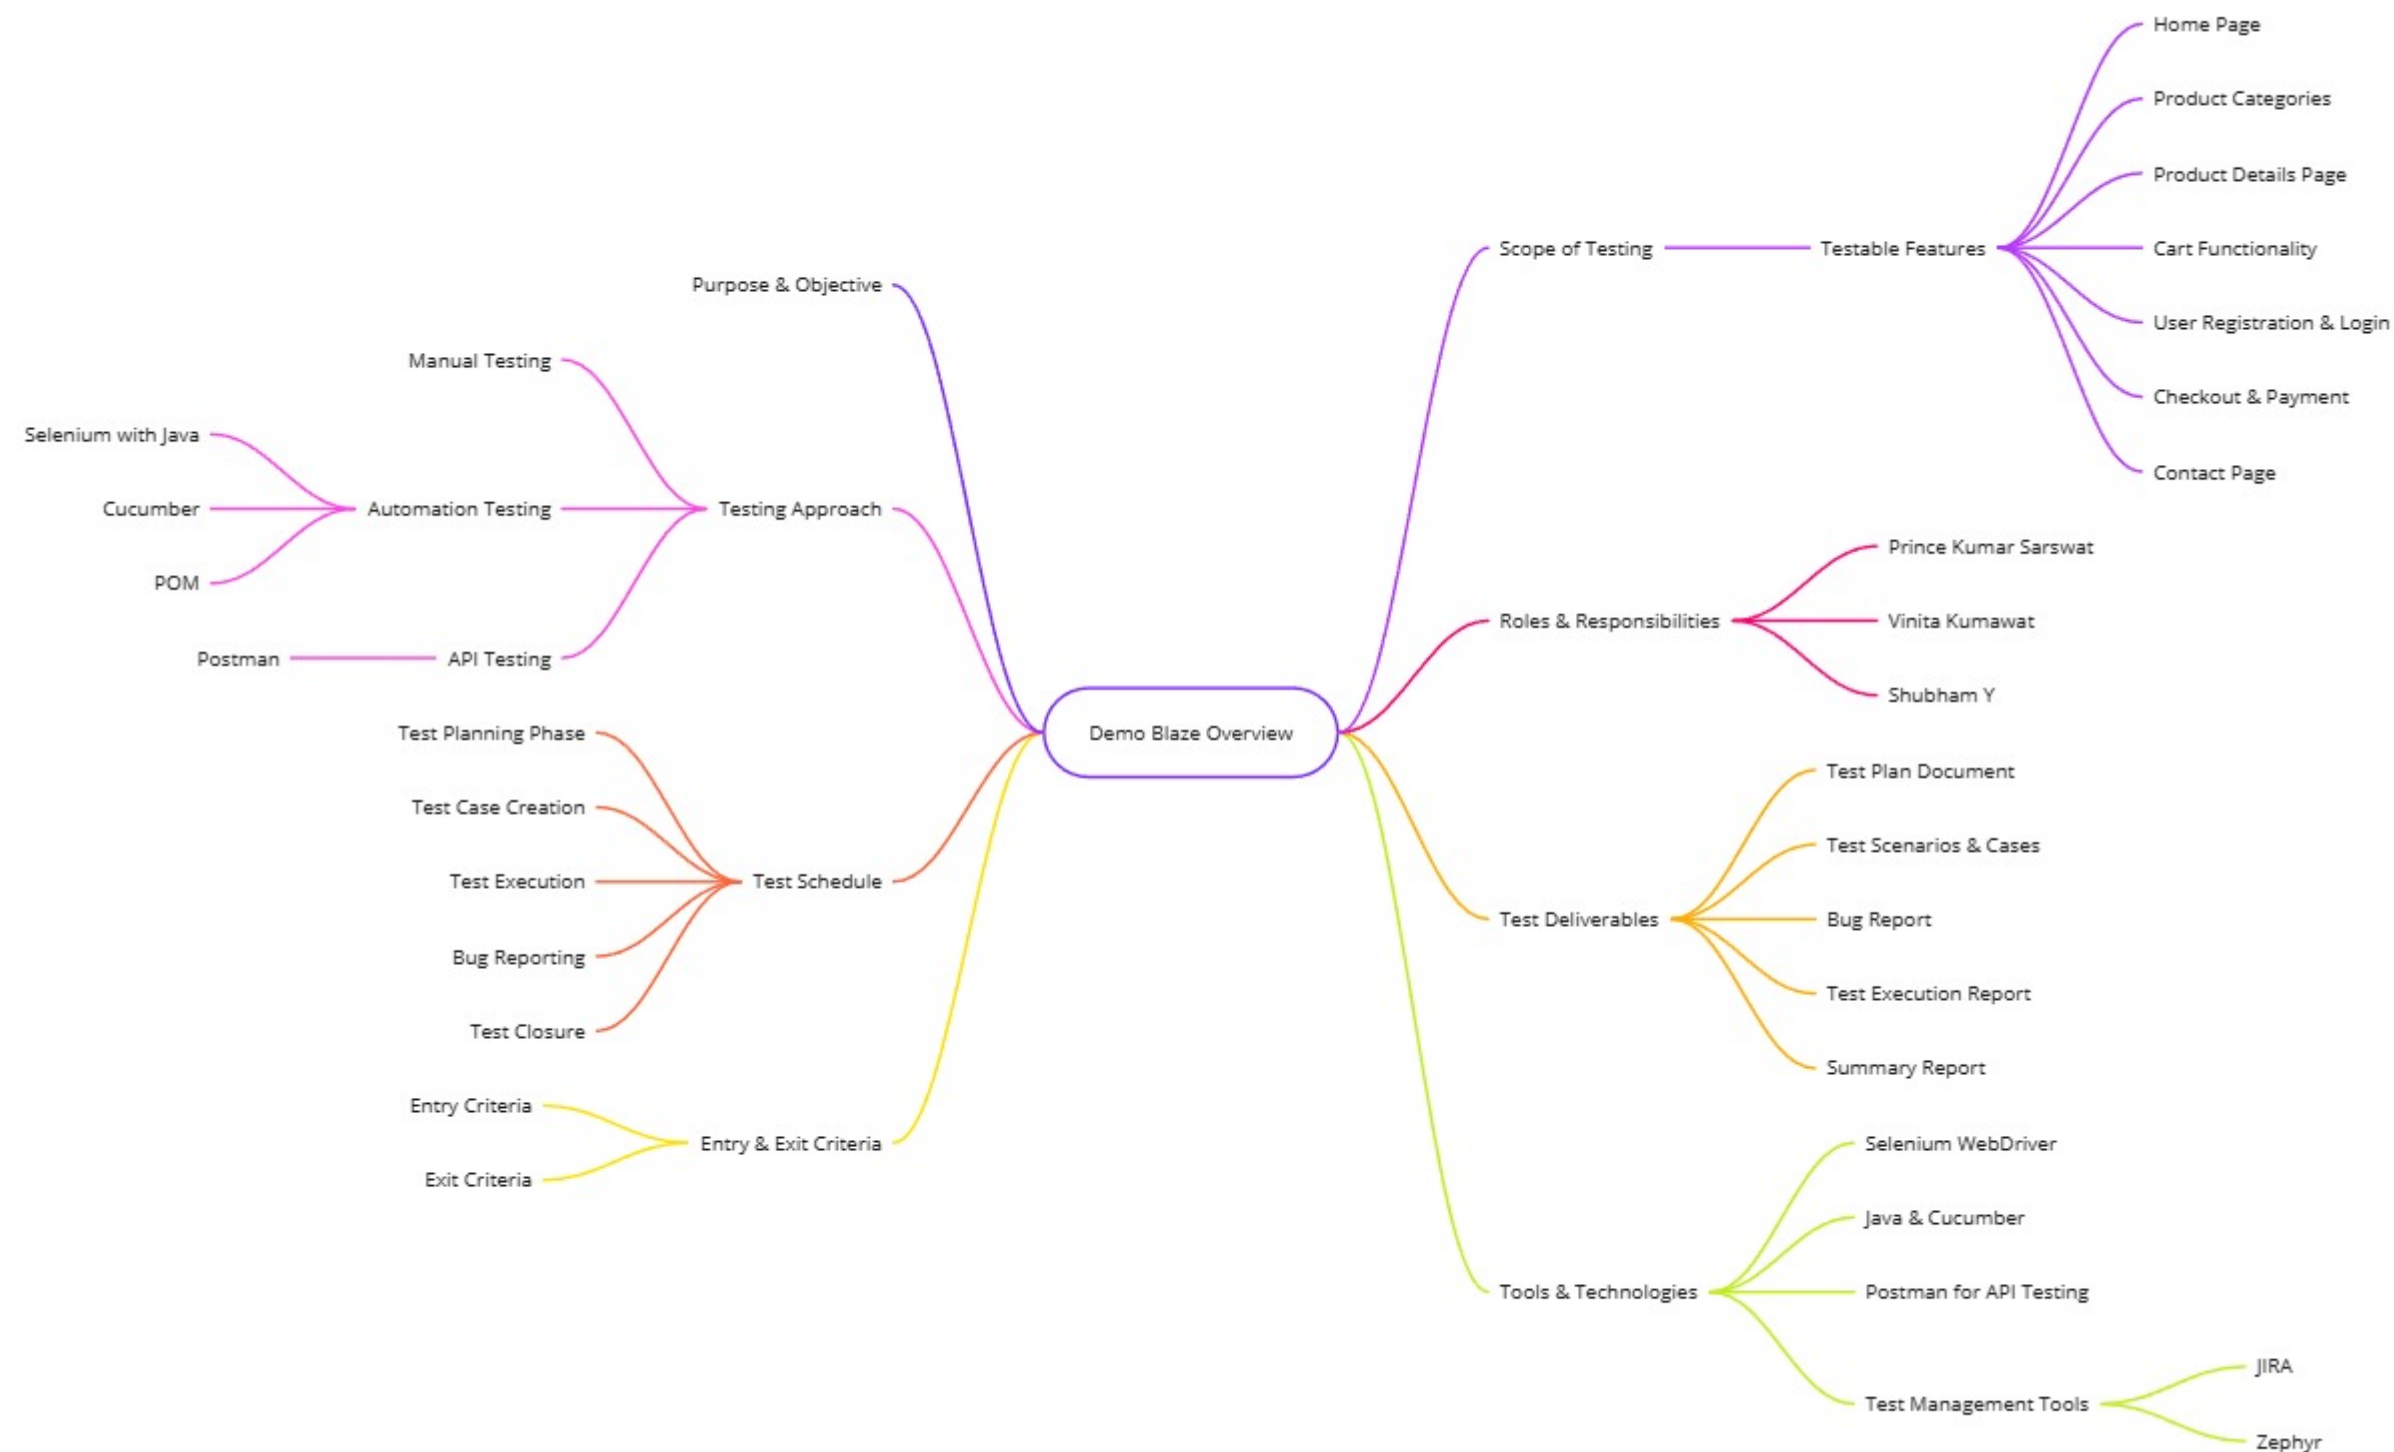 Demo Blaze Overview
Purpose & Objective
Testing Approach
Manual Testing
Automation Testing
Selenium with Java
Cucumber
POM
API Testing
Postman
Test Schedule
Test Planning Phase
Test Case Creation
Test Execution
Bug Reporting
Test Closure
Entry & Exit Criteria
Entry Criteria
Exit Criteria
Scope of Testing
Testable Features
Home Page
Product Categories
Product Details Page
Cart Functionality
User Registration & Login
Checkout & Payment
Contact Page
Roles & Responsibilities
Prince Kumar Sarswat
Vinita Kumawat
Shubham Y
Test Deliverables
Test Plan Document
Test Scenarios & Cases
Bug Report
Test Execution Report
Summary Report
Tools & Technologies
Selenium WebDriver
Java & Cucumber
Postman for API Testing
Test Management Tools
JIRA
Zephyr